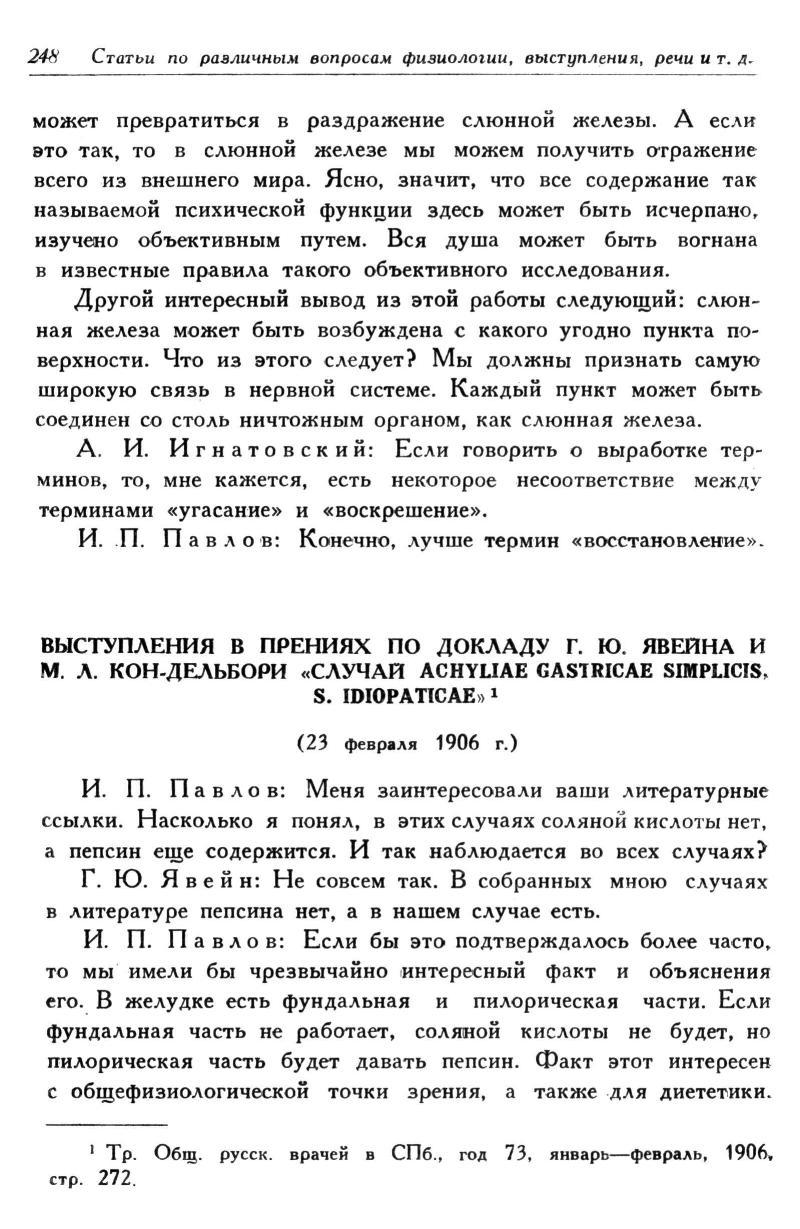 248 Статьи по различным вопросам физиологии, выступления, речи и т. д.
может превратиться в раздражение слюнной железы. А если
это так, то в слюнной железе мы можем получить отражение
всего из внешнего мира. Ясно, значит, что все содержание так
называемой психической функции здесь может быть исчерпано,
изучено объективным путем. Вся душа может быть вогнана
в известные правила такого объективного исследования.
Другой интересный вывод из этой работы следующий: слюн-
ная железа может быть возбуждена с какого угодно пункта по-
верхности. Что из этого следует? Мы должны признать самую
широкую связь в нервной системе. Каждый пункт может быть
соединен со столь ничтожным органом, как слюнная железа.
А. И. Игнатовский: Если говорить о выработке тер-
минов, то, мне кажется, есть некоторое несоответствие между
терминами «угасание» и «воскрешение».
И. П. Павлов: Конечно, лучше термин «восстановление».
ВЫСТУПЛЕНИЯ В ПРЕНИЯХ ПО ДОКЛАДУ Г. Ю. ЯВЕЙНА И
М. Л. КОН-ДЕЛЬБОРИ «СЛУЧАЙ ACHYLIAE GASTRICAE SIMPLICIS,
S. IDIOPATICAE» ¹
(23 февраля 1906 г.)
И. П. Павлов: Меня заинтересовали ваши литературные
ссылки. Насколько я понял, в этих случаях соляной кислоты нет,
а пепсин еще содержится. И так наблюдается во всех случаях?
Г. Ю. Явейн: Не совсем так. В собранных мною случаях
в литературе пепсина нет, а в нашем случае есть.
И. П. Павлов: Если бы это подтверждалось более часто,
то мы имели бы чрезвычайно интересный факт и объяснения
его. В желудке есть фундальная и пилорическая части. Если
фундальная часть не работает, соляной кислоты не будет, но
пилорическая часть будет давать пепсин. Факт этот интересен
с общефизиологической точки зрения, а также для диететики.
¹ Тр. Общ. русск. врачей в СПб., год 73, январь—февраль, 1906,
стр. 272.